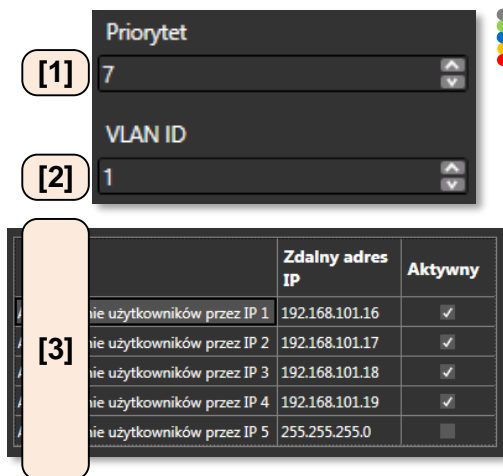 Priorytet
[1]
7
VLAN ID
[2]
1
Zdalny adres
IP
Aktywny
nie użytkowników przez IP 1 192.168.101.16
nie użytkowników przez IP 2 192.168.101.17
[3]
nie użytkowników przez IP 3 192.168.101.18
nie użytkowników przez IP 4 192.168.101.19
nie użytkowników przez IP 5 255.255.255.0